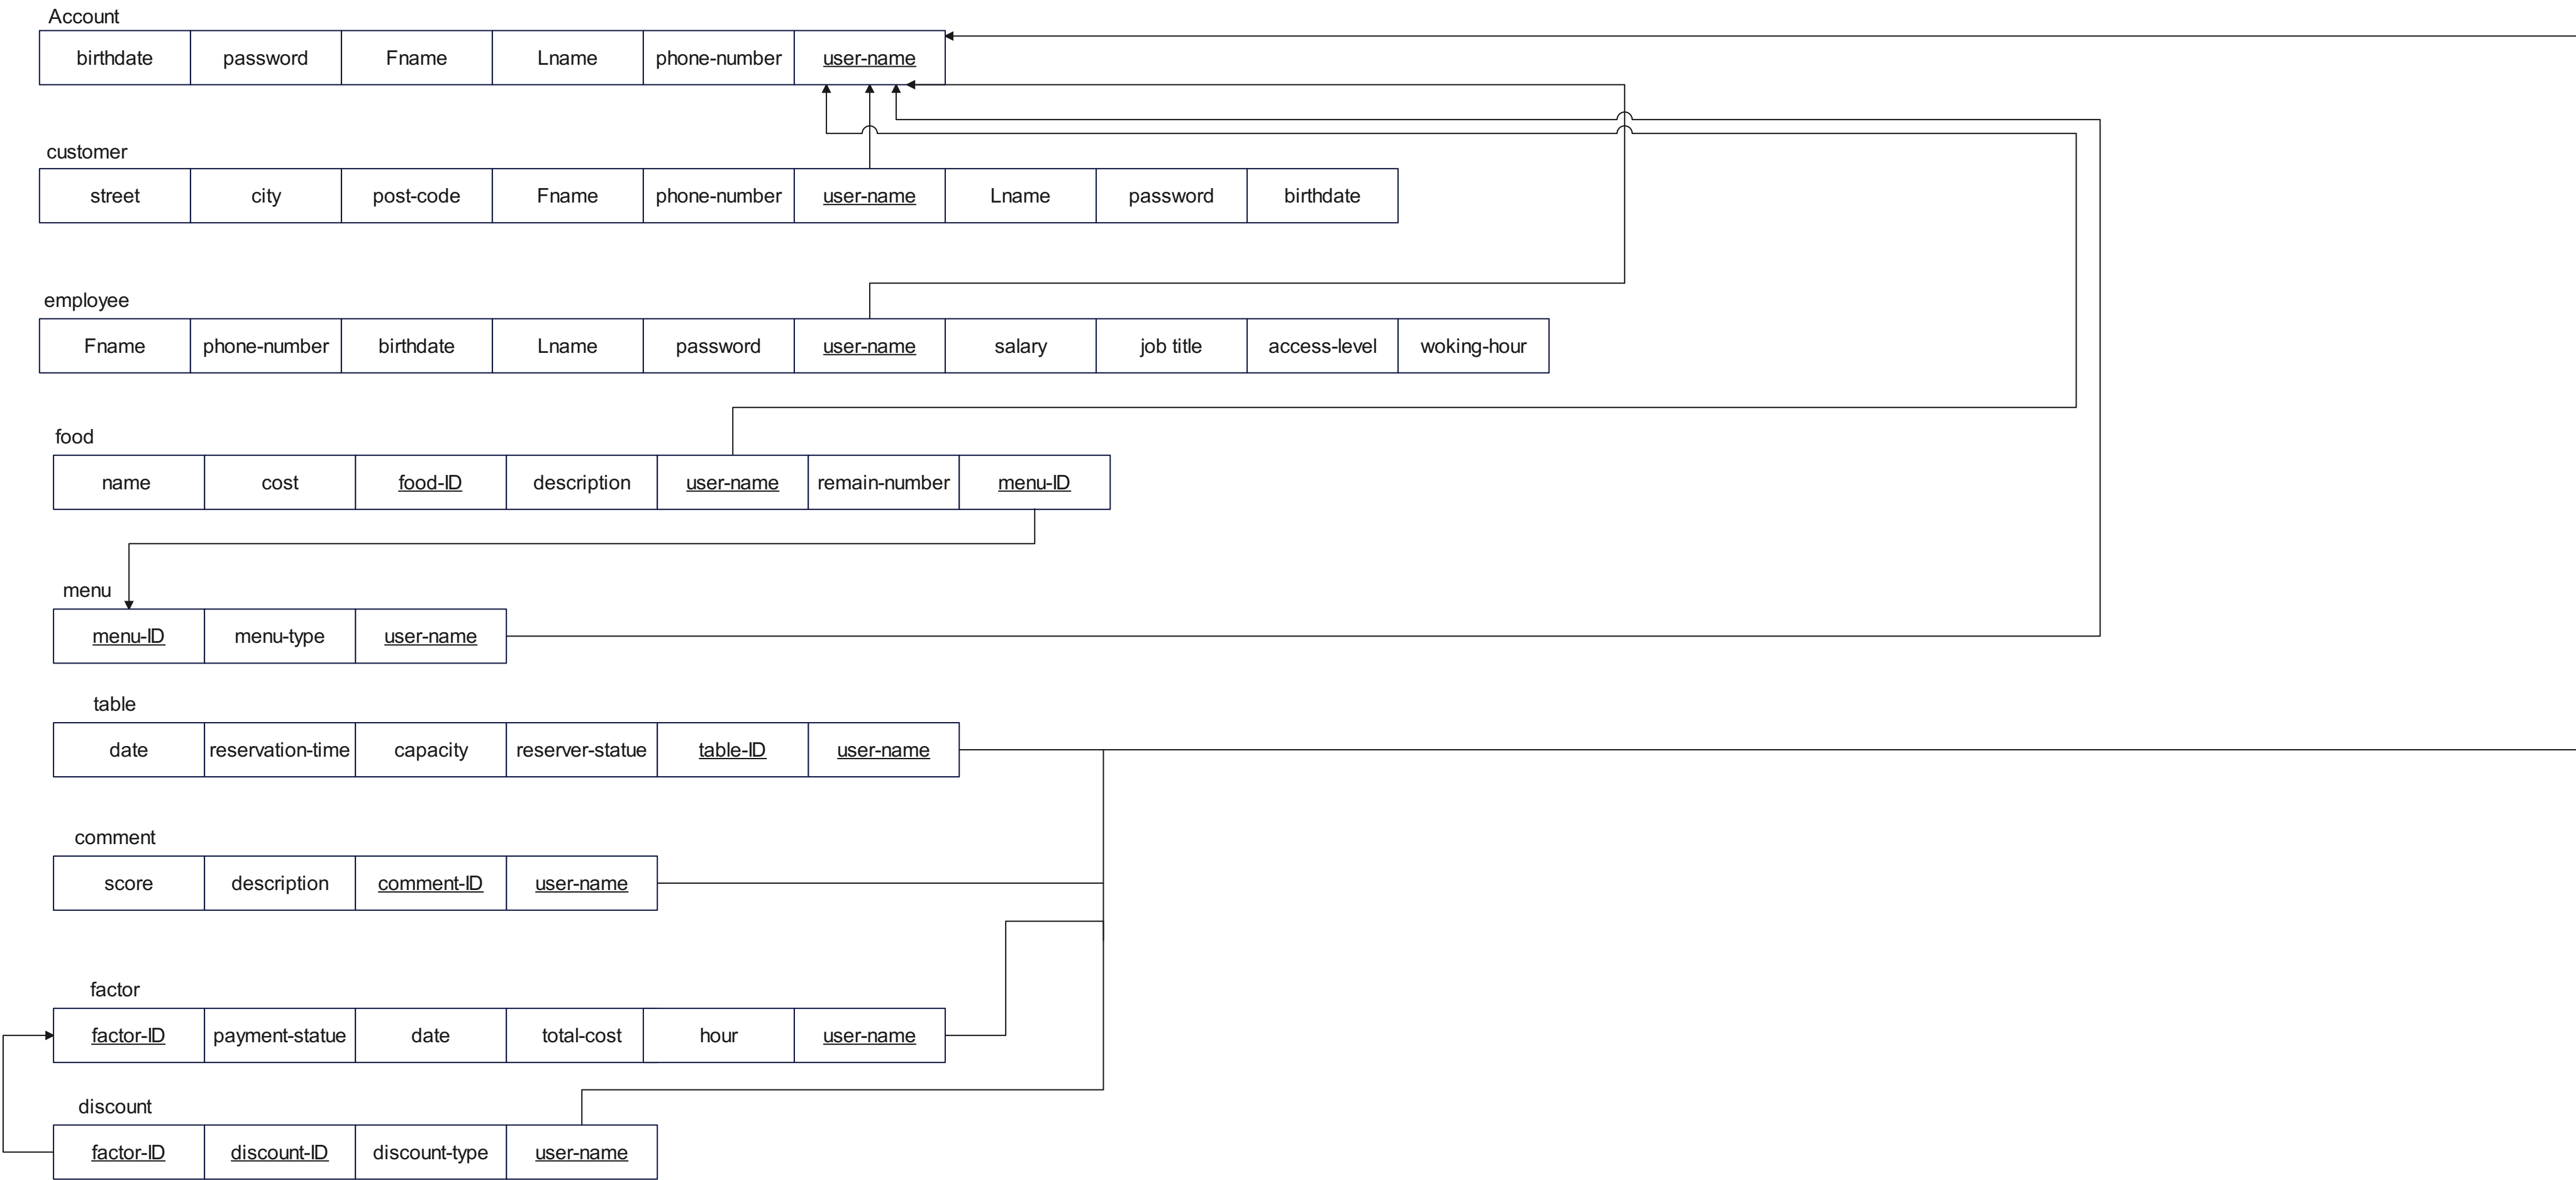 Account
birthdate password Fname Lname phone-number user-name
customer
street city post-code Fname phone-number user-name Lname password birthdate
employee
Fname phone-number birthdate Lname password user-name salary job title access-level woking-hour
food
name cost food-ID description user-name remain-number menu-ID
menu
menu-ID menu-type user-name
table
date reservation-time capacity reserver-statue table-ID user-name
comment
score description comment-ID user-name
factor
factor-ID payment-statue date total-cost hour user-name
discount
factor-ID discount-ID discount-type user-name